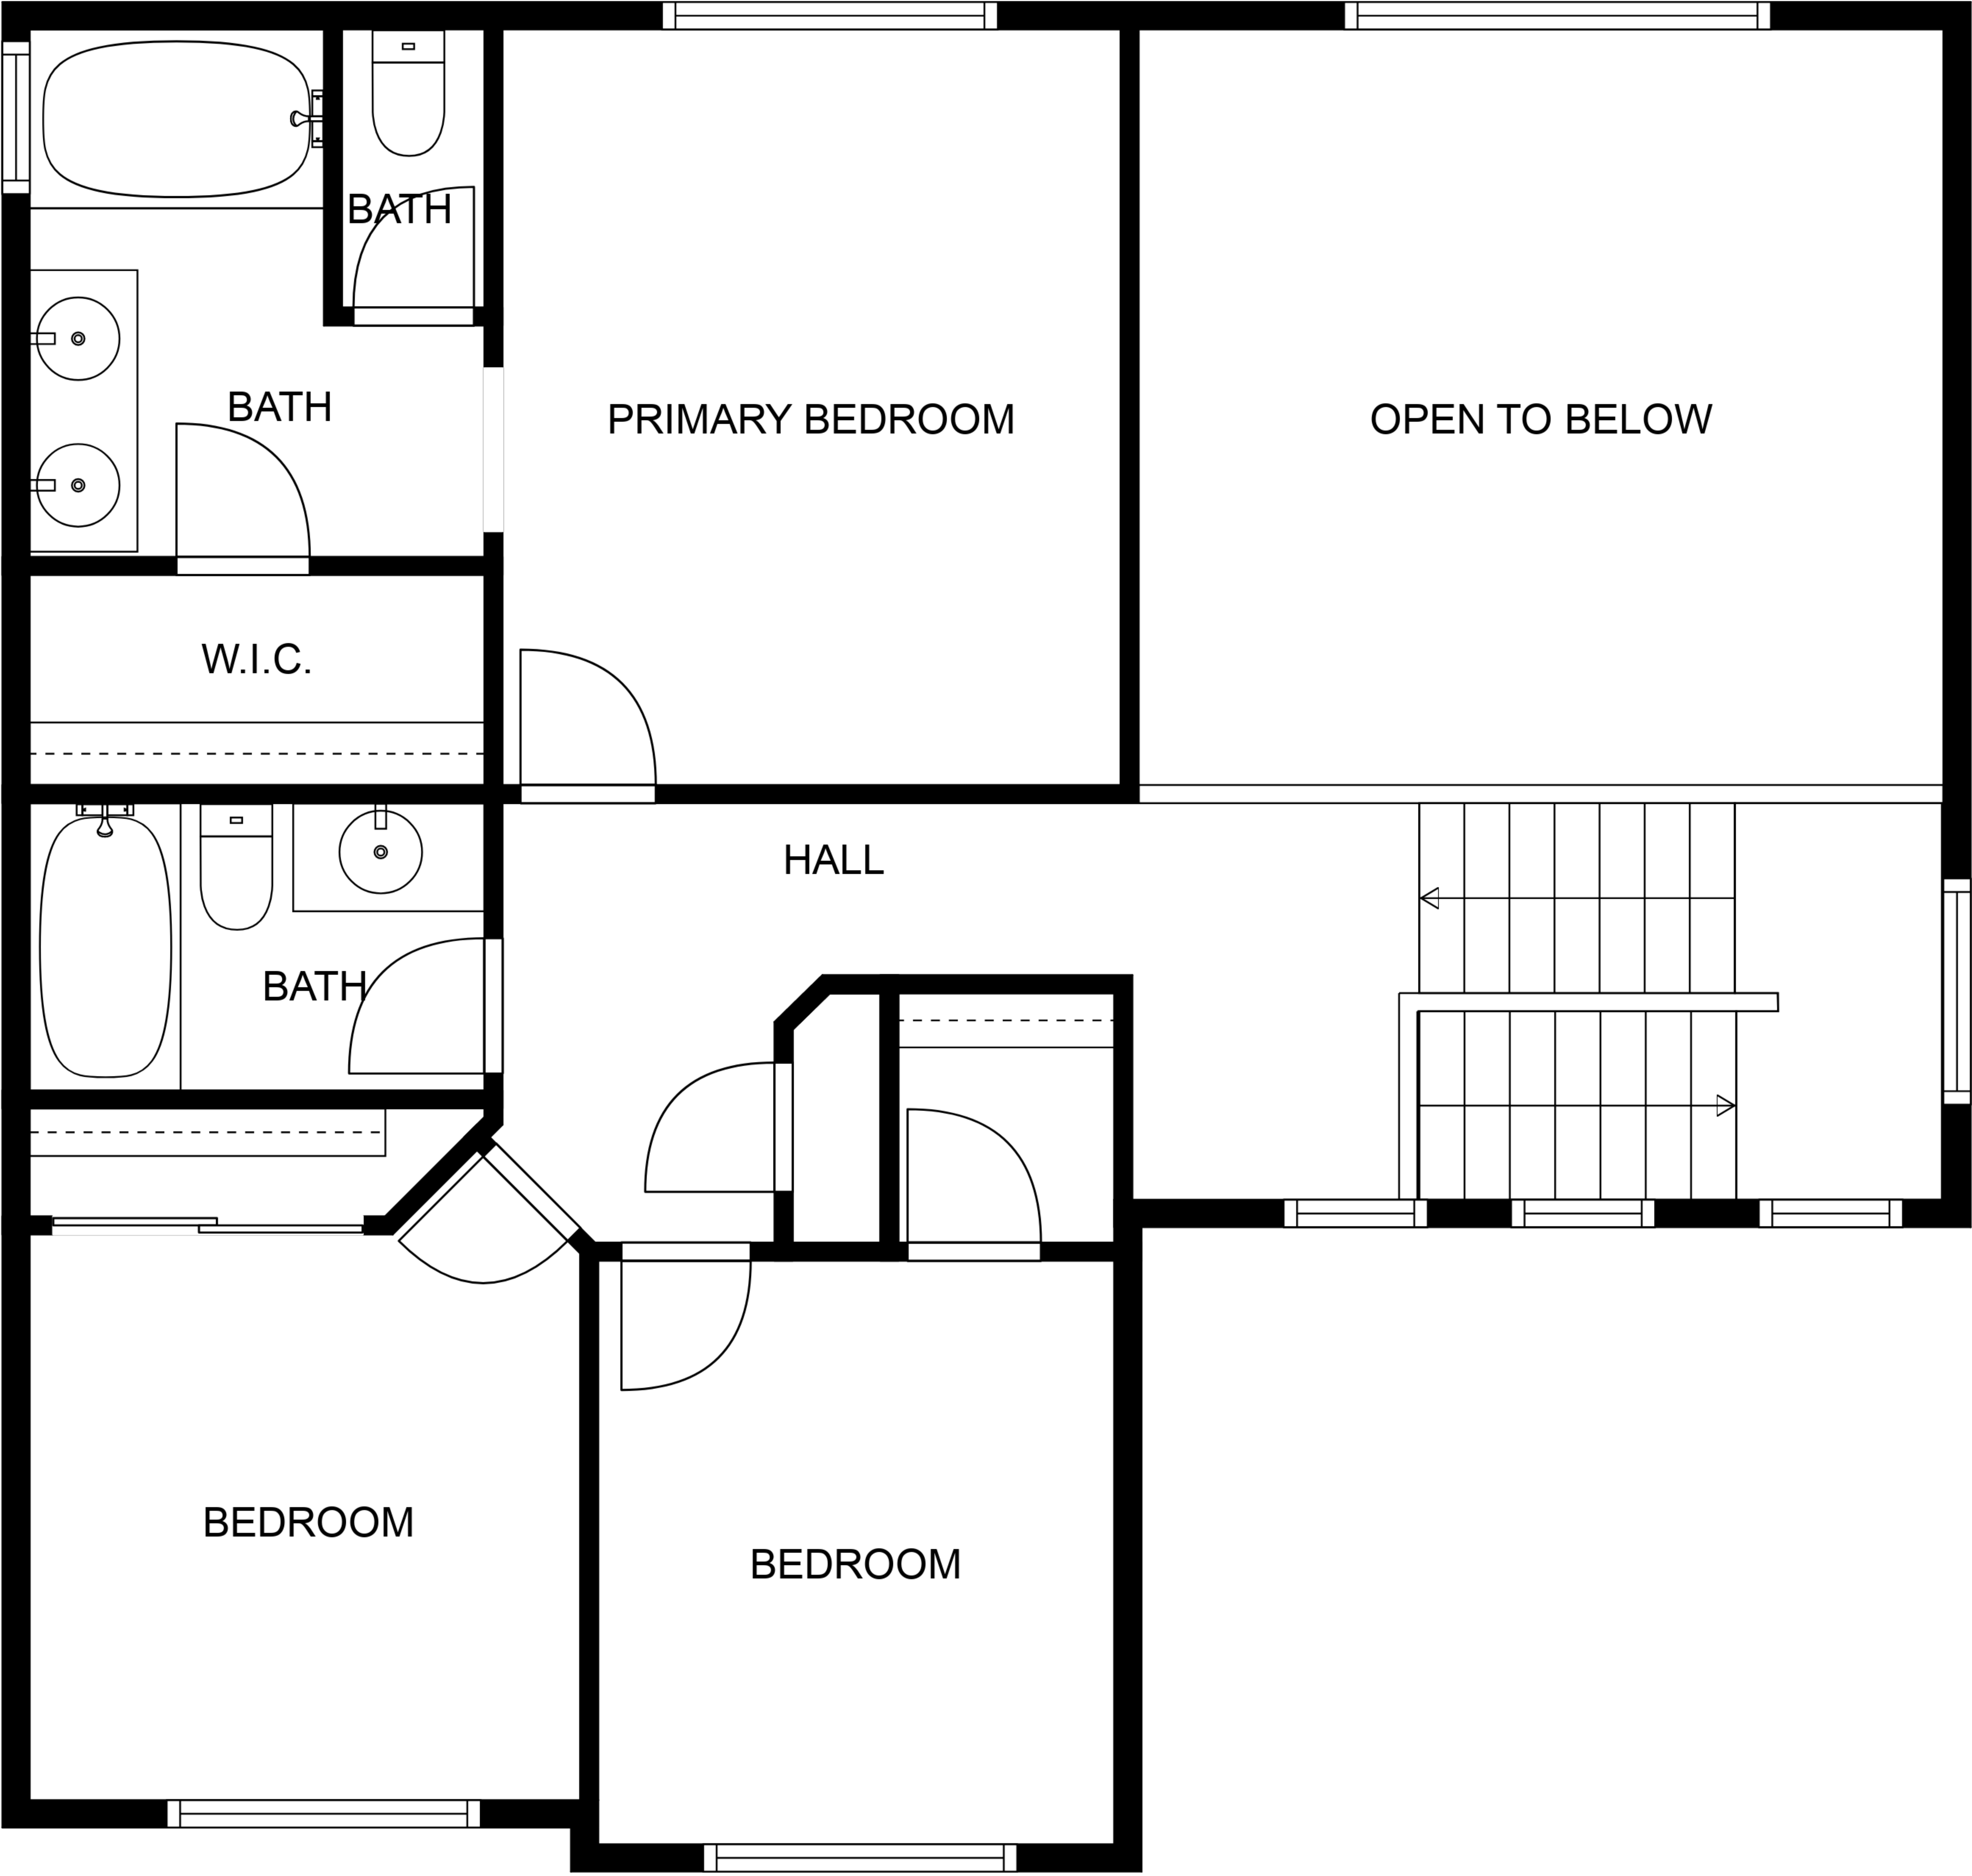 BATH
BATH
PRIMARY BEDROOM
OPEN TO BELOW
W.I.C.
HALL
BATH
BEDROOM
BEDROOM